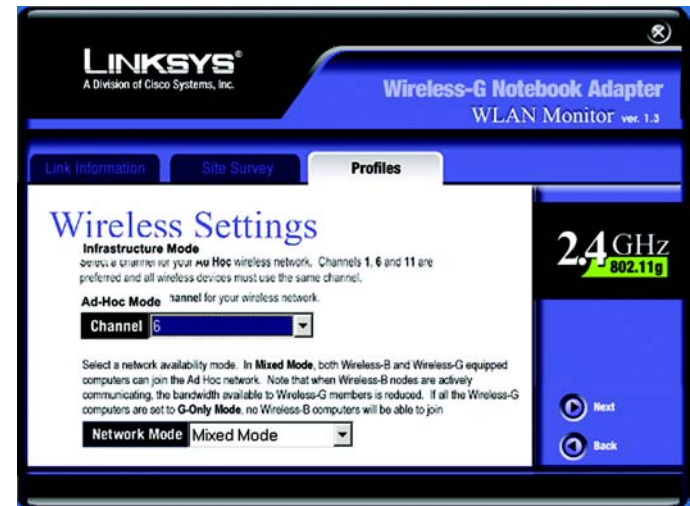 LINKSYS®
A Division of Cisco Systems, Inc.
Wireless-G Notebook Adapter
WLAN Monitor ver. 1.3
Link Information
Site Survey
Profiles
Wireless Settings
Infrastructure Mode
Select a channel for your Ad Hoc wireless network. Channels 1, 6 and 11 are
preferred and all wireless devices must use the same channel.
Ad-Hoc Mode
hannel for your wireless network.
Channel 6
Select a network availability mode. In Mixed Mode, both Wireless-B and Wireless-G equipped
computers can join the Ad Hoc network. Note that when Wireless-B nodes are actively
communicating, the bandwidth available to Wireless-G members is reduced. If all the Wireless-G
computers are set to G-Only Mode, no Wireless-B computers will be able to join
Network Mode Mixed Mode
2.4 GHz
802.11g
Next
Back